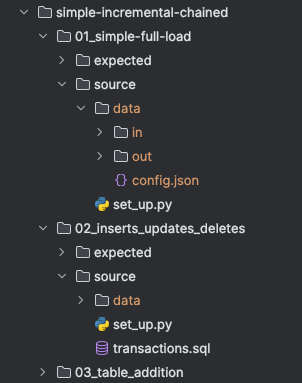 simple-incremental-chained
01_simple-full-load
expected
source
data
in
out
{} config.json
set_up.py
02_inserts_updates_deletes
expected
source
data
set_up.py
transactions.sql
03_table_addition